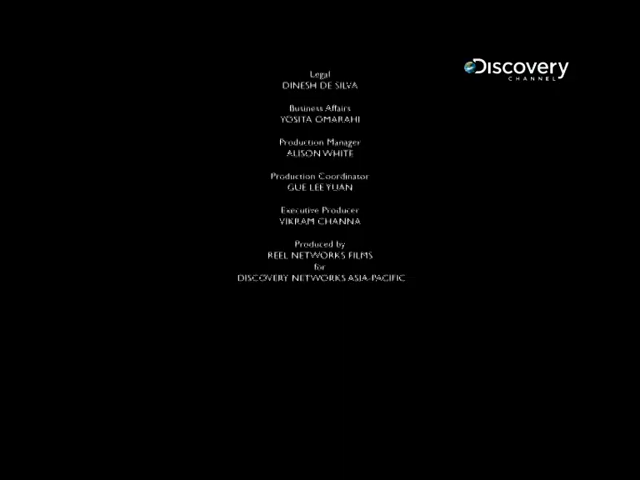 Discovery
CHANNEL
Legal
DINESH DE SILVA
Business Affairs
YOSITA OMARAHI
Production Manager
ALISON WHITE
Production Coordinator
GUE LEE YUAN
Executive Producer
VIKRAM CHANNA
Produced by
REEL NETWORKS FILMS
for
DISCOVERY NETWORKS ASIA-PACIFIC